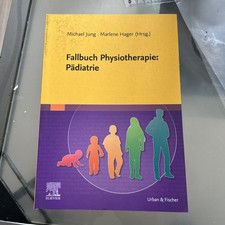 Michael Jung · Marlene Hager (Hrsg.)
Fallbuch Physiotherapie:
Pädiatrie
ELSEVIER
Urban & Fischer